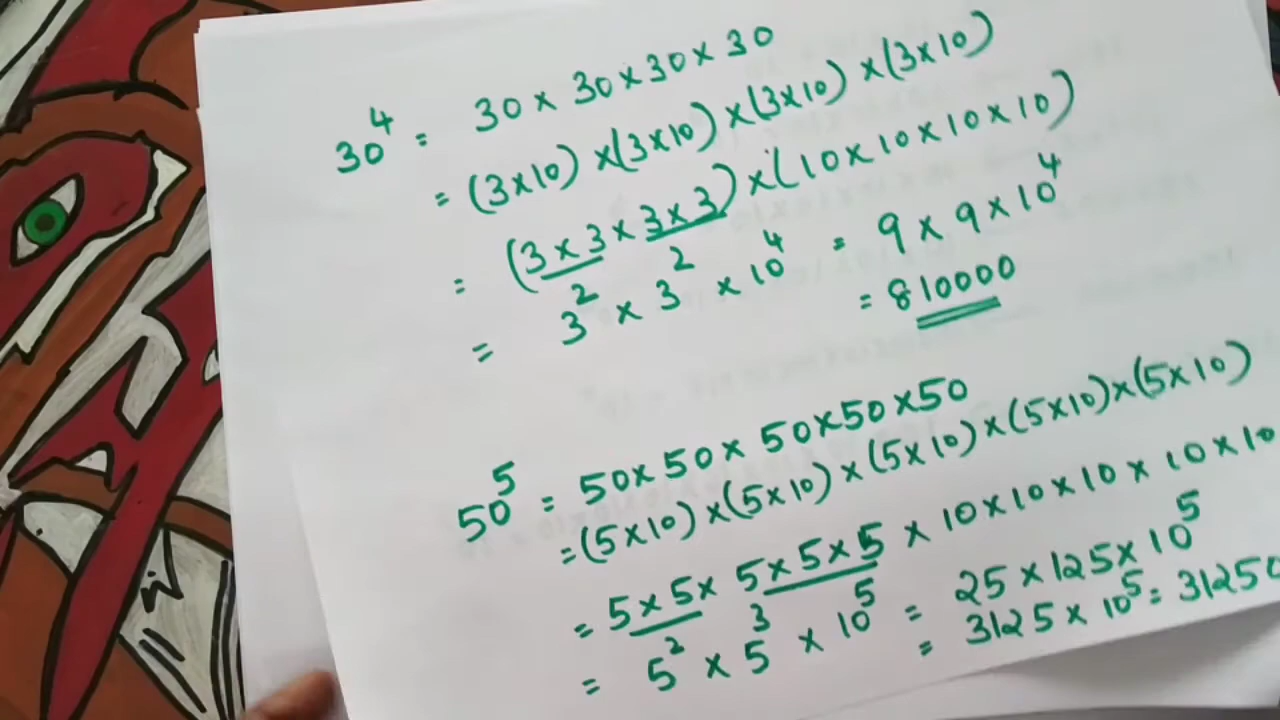 30⁴ = 30 × 30 × 30 × 30
= (3×10) × (3×10) × (3×10) × (3×10)
= (3 × 3 × 3 × 3) × (10 × 10 × 10 × 10)
= 3² × 3² × 10⁴ = 9 × 9 × 10⁴
= 810000
50⁵ = 50 × 50 × 50 × 50 × 50
= (5×10) × (5×10) × (5×10) × (5×10) × (5×10)
= 5 × 5 × 5 × 5 × 5 × 10 × 10 × 10 × 10 × 10
= 5² × 5³ × 10⁵ = 25 × 125 × 10⁵
= 3125 × 10⁵ = 31250